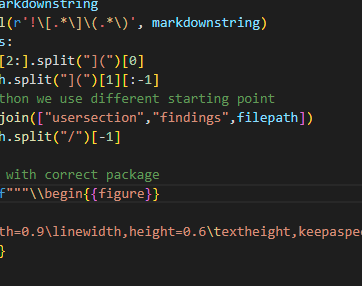 markdownstring
l(r'!\[.*\]\(.*\)', markdownstring)
s:
[2:].split("](")[0]
h.split("](")[1][:-1]
thon we use different starting point
join(["usersection","findings",filepath])
h.split("/")[-1]
with correct package
f"""\\begin{{figure}}
th=0.9\linewidth,height=0.6\textheight,keepaspe
}